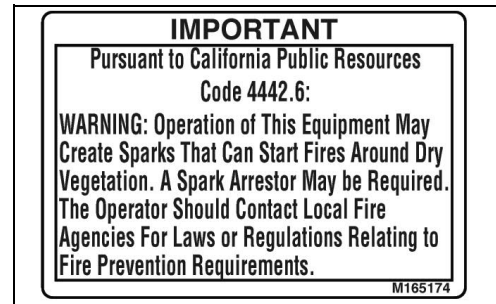 IMPORTANT
Pursuant to California Public Resources
Code 4442.6:
WARNING: Operation of This Equipment May
Create Sparks That Can Start Fires Around Dry
Vegetation. A Spark Arrestor May be Required.
The Operator Should Contact Local Fire
Agencies For Laws or Regulations Relating to
Fire Prevention Requirements.
M165174